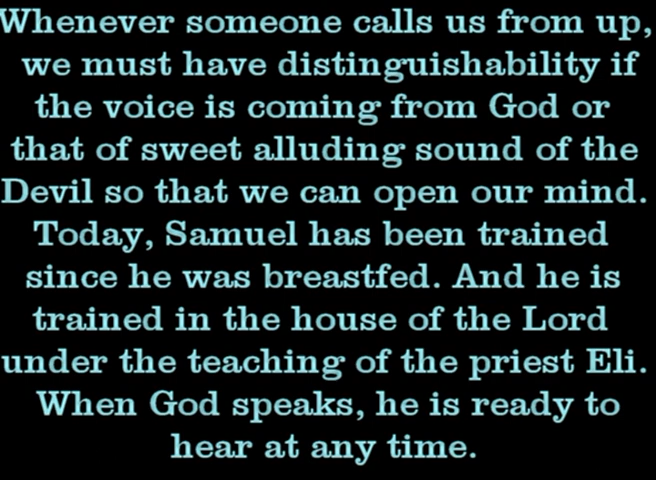 Whenever someone calls us from up,
we must have distinguishability if
the voice is coming from God or
that of sweet alluding sound of the
Devil so that we can open our mind.
Today, Samuel has been trained
since he was breastfed. And he is
trained in the house of the Lord
under the teaching of the priest Eli.
When God speaks, he is ready to
hear at any time.